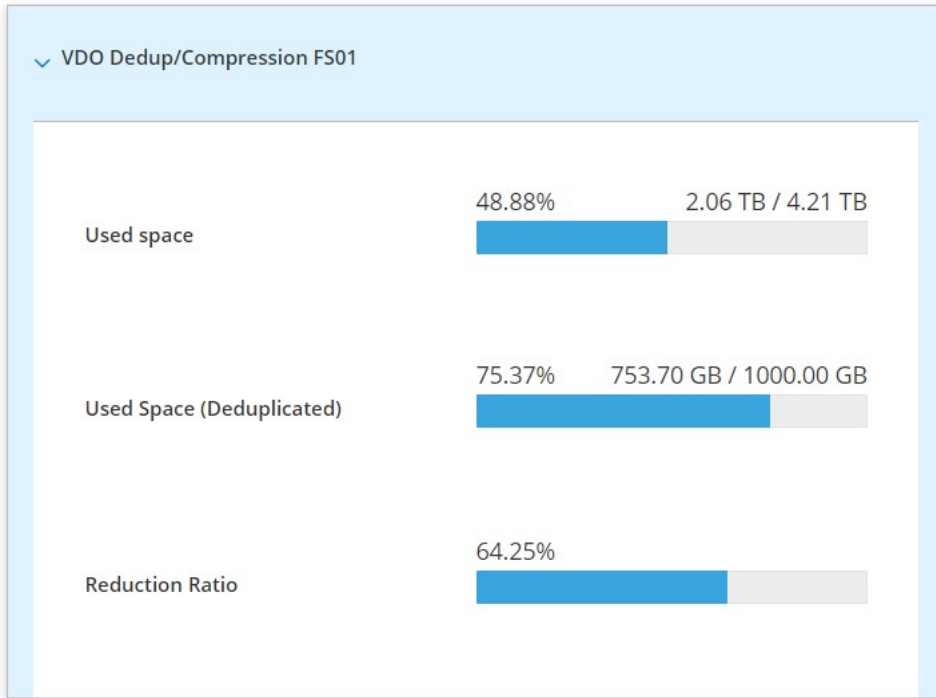 VDO Dedup/Compression FS01
48.88% 2.06 TB / 4.21 TB
Used space
75.37% 753.70 GB / 1000.00 GB
Used Space (Deduplicated)
64.25%
Reduction Ratio